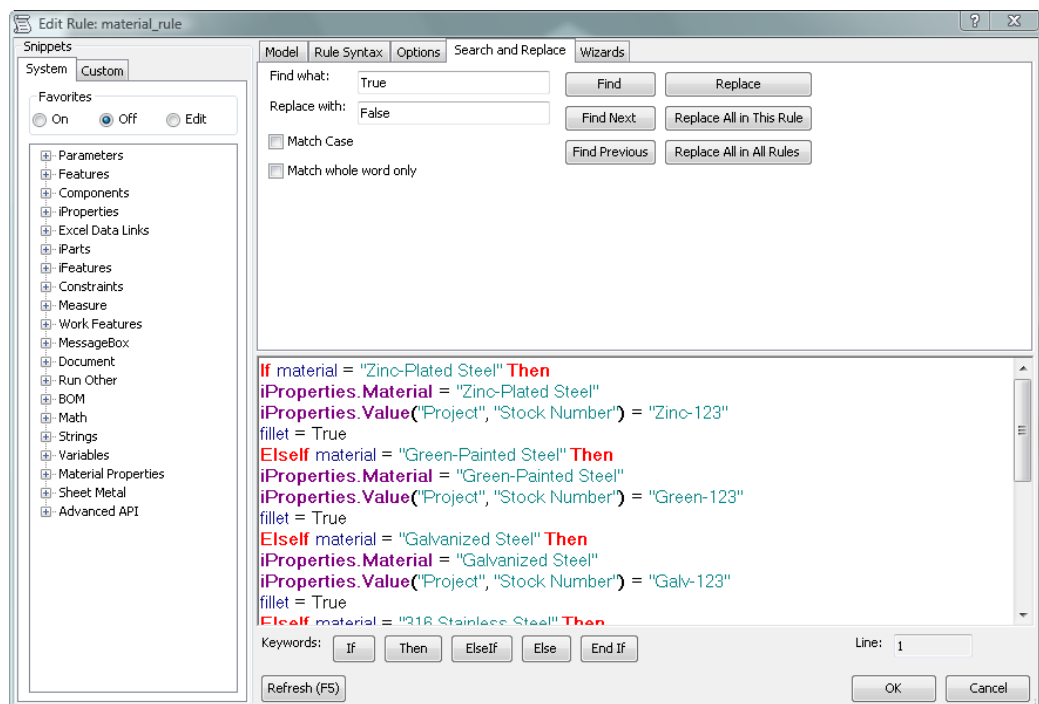 Edit Rule: material_rule
Snippets
System Custom
Favorites
On Off Edit
Parameters
Features
Components
iProperties
Excel Data Links
iParts
iFeatures
Constraints
Measure
Work Features
MessageBox
Document
Run Other
BOM
Math
Strings
Variables
Material Properties
Sheet Metal
Advanced API
Model Rule Syntax Options Search and Replace Wizards
Find what: True Find Replace
Replace with: False Find Next Replace All in This Rule
Match Case Find Previous Replace All in All Rules
Match whole word only
If material = "Zinc-Plated Steel" Then
iProperties.Material = "Zinc-Plated Steel"
iProperties.Value("Project", "Stock Number") = "Zinc-123"
fillet = True
ElseIf material = "Green-Painted Steel" Then
iProperties.Material = "Green-Painted Steel"
iProperties.Value("Project", "Stock Number") = "Green-123"
fillet = True
ElseIf material = "Galvanized Steel" Then
iProperties.Material = "Galvanized Steel"
iProperties.Value("Project", "Stock Number") = "Galv-123"
fillet = True
ElseIf material = "316 Stainless Steel" Then
Keywords: If Then ElseIf Else End If Line: 1
Refresh (F5) OK Cancel